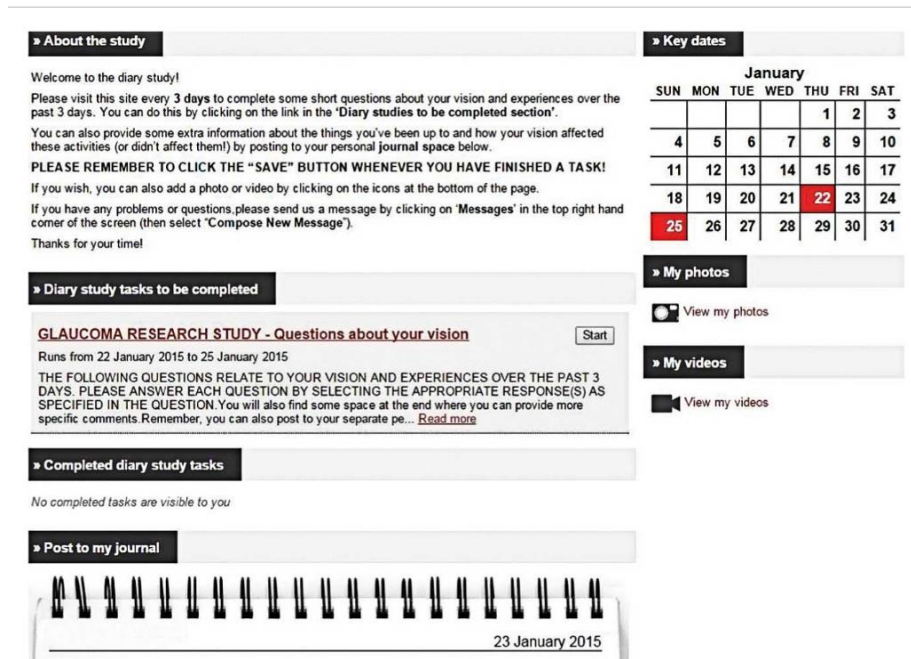 » About the study
Welcome to the diary study!
Please visit this site every 3 days to complete some short questions about your vision and experiences over the
past 3 days. You can do this by clicking on the link in the ‘Diary studies to be completed section’.
You can also provide some extra information about the things you’ve been up to and how your vision affected
these activities (or didn’t affect them!) by posting to your personal journal space below.
PLEASE REMEMBER TO CLICK THE “SAVE” BUTTON WHENEVER YOU HAVE FINISHED A TASK!
If you wish, you can also add a photo or video by clicking on the icons at the bottom of the page.
If you have any problems or questions,please send us a message by clicking on ‘Messages’ in the top right hand
corner of the screen (then select “Compose New Message”).
Thanks for your time!
» Diary study tasks to be completed
GLAUCOMA RESEARCH STUDY - Questions about your vision
Start
Runs from 22 January 2015 to 25 January 2015
THE FOLLOWING QUESTIONS RELATE TO YOUR VISION AND EXPERIENCES OVER THE PAST 3
DAYS. PLEASE ANSWER EACH QUESTION BY SELECTING THE APPROPRIATE RESPONSE(S) AS
SPECIFIED IN THE QUESTION.You will also find some space at the end where you can provide more
specific comments.Remember, you can also post to your separate pe... Read more
» Completed diary study tasks
No completed tasks are visible to you
» Post to my journal
23 January 2015
» Key dates
January
SUN MON TUE WED THU FRI SAT
1 2 3
4 5 6 7 8 9 10
11 12 13 14 15 16 17
18 19 20 21 22 23 24
25 26 27 28 29 30 31
» My photos
View my photos
» My videos
View my videos